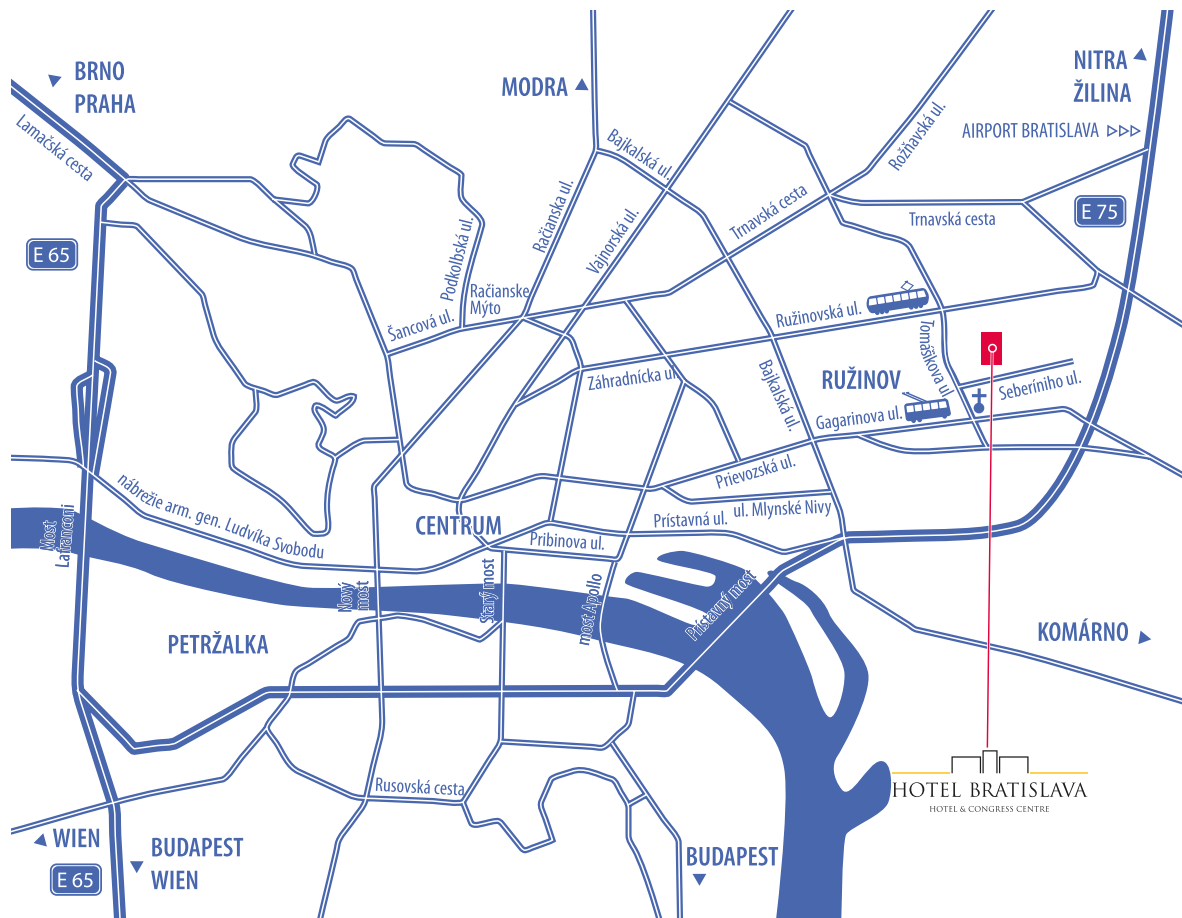 BRNO
PRAHA
Lamačská cesta
E 65
MODRA
NITRA
ŽILINA
AIRPORT BRATISLAVA
E 75
Bajkalská ul.
Rožňavská ul.
Trnavská cesta
Trnavská cesta
Račianska ul.
Vajnorská ul.
Podkolbská ul.
Račianske
Mýto
Šancová ul.
Ružinovská ul.
Tomášikova ul.
Záhradnícka ul.
Bajkalská ul.
RUŽINOV
Seberíniho ul.
Gagarinova ul.
Prievozská ul.
ul. Mlynské Nivy
Prístavná ul.
nábrežie arm. gen. Ludvíka Svobodu
CENTRUM
Pribinova ul.
Most
Lafranconi
Nový
most
Starý most
most Apollo
Prístavný most
PETRŽALKA
KOMÁRNO
Rusovská cesta
HOTEL BRATISLAVA
HOTEL & CONGRESS CENTRE
WIEN
BUDAPEST
WIEN
E 65
BUDAPEST